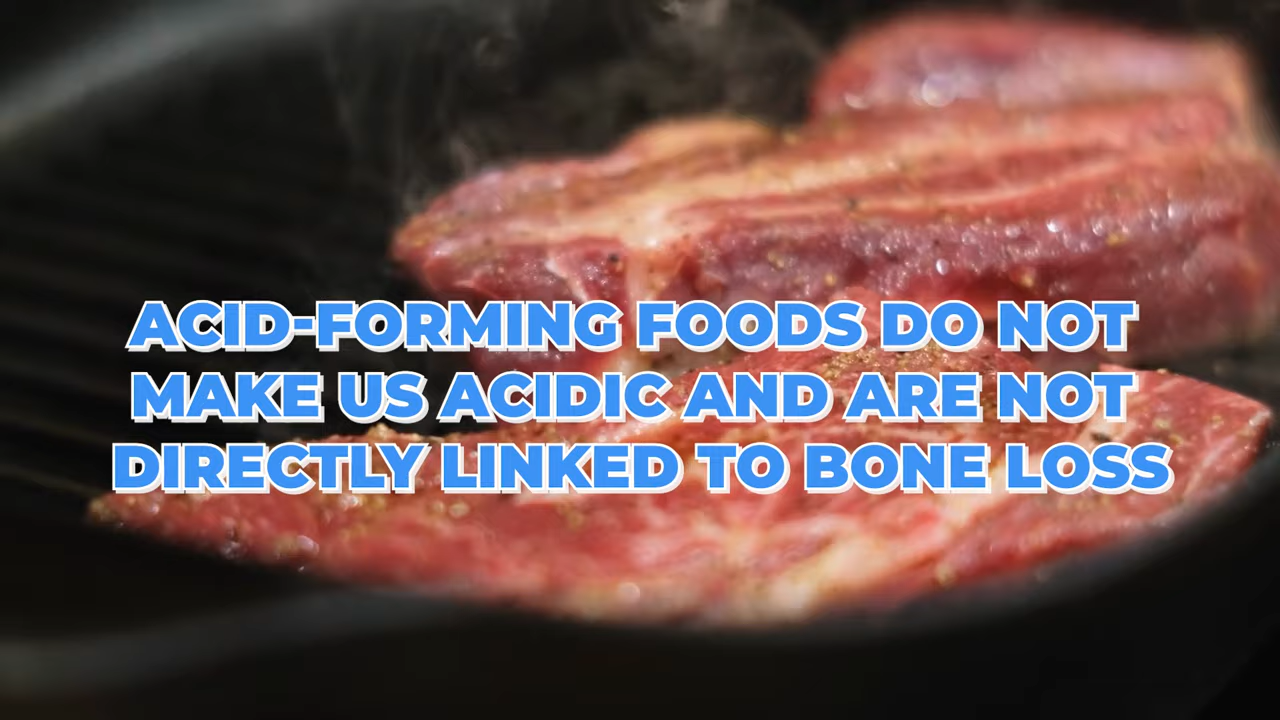 ACID-FORMING FOODS DO NOT
MAKE US ACIDIC AND ARE NOT
DIRECTLY LINKED TO BONE LOSS